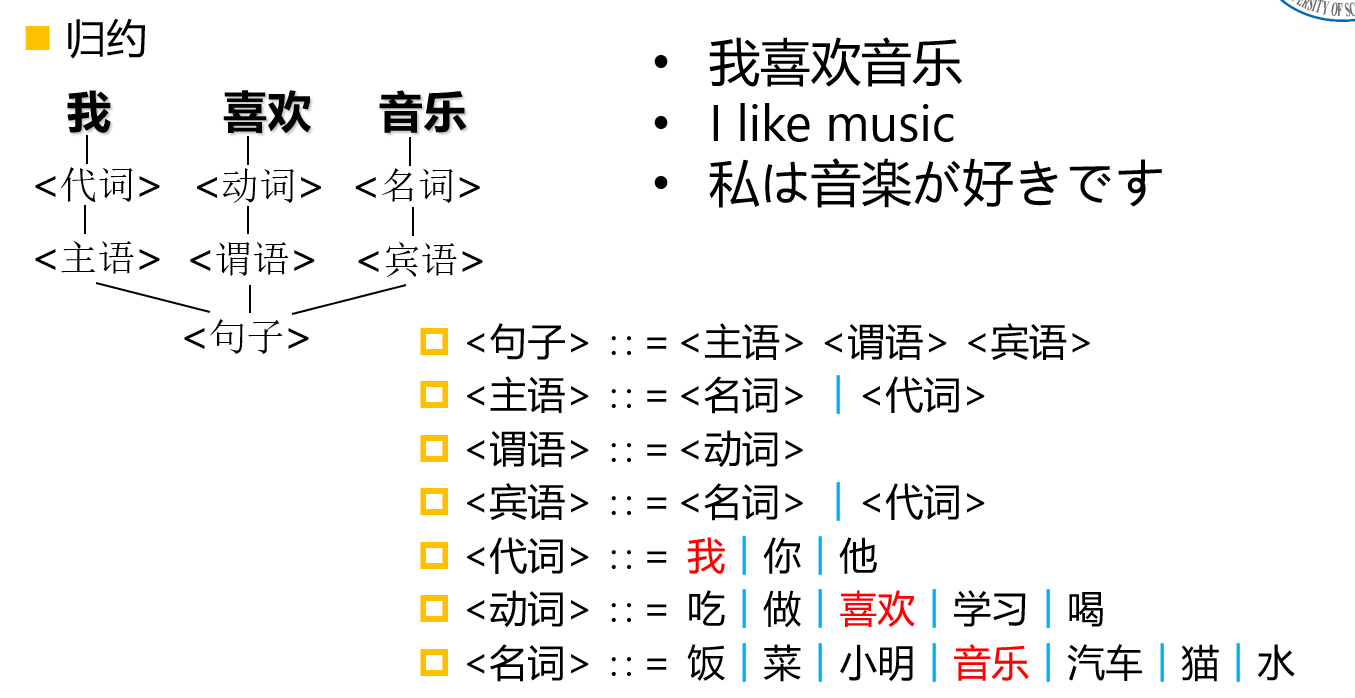 归约
我 喜欢 音乐
<代词> <动词> <名词>
<主语> <谓语> <宾语>
<句子>
我喜欢音乐
I like music
私は音楽が好きです
<句子> ::= <主语> <谓语> <宾语>
<主语> ::= <名词> | <代词>
<谓语> ::= <动词>
<宾语> ::= <名词> | <代词>
<代词> ::= 我 | 你 | 他
<动词> ::= 吃 | 做 | 喜欢 | 学习 | 喝
<名词> ::= 饭 | 菜 | 小明 | 音乐 | 汽车 | 猫 | 水